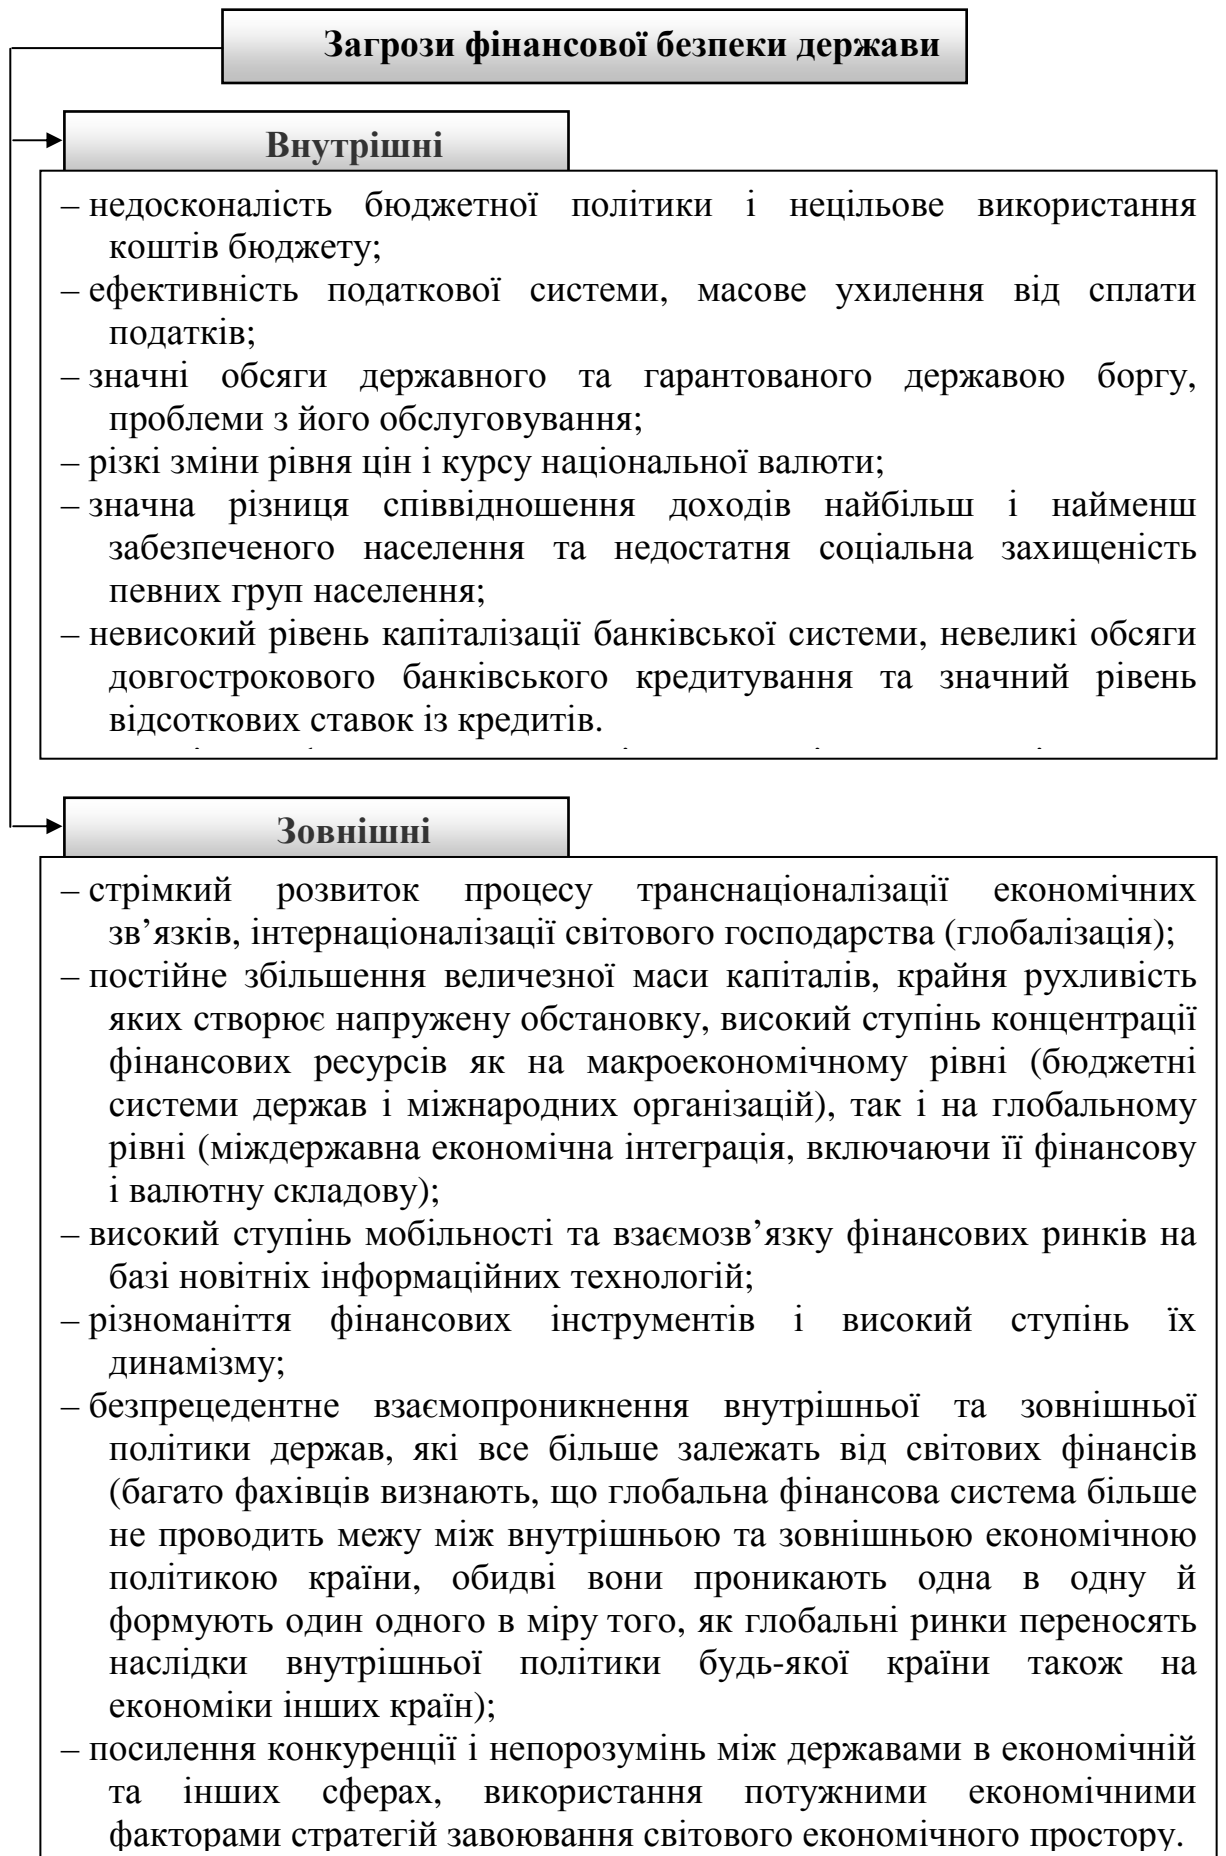 Загрози фінансової безпеки держави
Внутрішні
– недосконалість бюджетної політики і нецільове використання
коштів бюджету;
– ефективність податкової системи, масове ухилення від сплати
податків;
– значні обсяги державного та гарантованого державою боргу,
проблеми з його обслуговування;
– різкі зміни рівня цін і курсу національної валюти;
– значна різниця співвідношення доходів найбільш і найменш
забезпеченого населення та недостатня соціальна захищеність
певних груп населення;
– невисокий рівень капіталізації банківської системи, невеликі обсяги
довгострокового банківського кредитування та значний рівень
відсоткових ставок із кредитів.
Зовнішні
– стрімкий розвиток процесу транснаціоналізації економічних
зв’язків, інтернаціоналізації світового господарства (глобалізація);
– постійне збільшення величезної маси капіталів, крайня рухливість
яких створює напружену обстановку, високий ступінь концентрації
фінансових ресурсів як на макроекономічному рівні (бюджетні
системи держав і міжнародних організацій), так і на глобальному
рівні (міждержавна економічна інтеграція, включаючи її фінансову
і валютну складову);
– високий ступінь мобільності та взаємозв’язку фінансових ринків на
базі новітніх інформаційних технологій;
– різноманіття фінансових інструментів і високий ступінь їх
динамізму;
– безпрецедентне взаємопроникнення внутрішньої та зовнішньої
політики держав, які все більше залежать від світових фінансів
(багато фахівців визнають, що глобальна фінансова система більше
не проводить межу між внутрішньою та зовнішньою економічною
політикою країни, обидві вони проникають одна в одну й
формують один одного в міру того, як глобальні ринки переносять
наслідки внутрішньої політики будь-якої країни також на
економіки інших країн);
– посилення конкуренції і непорозумінь між державами в економічній
та інших сферах, використання потужними економічними
факторами стратегій завоювання світового економічного простору.